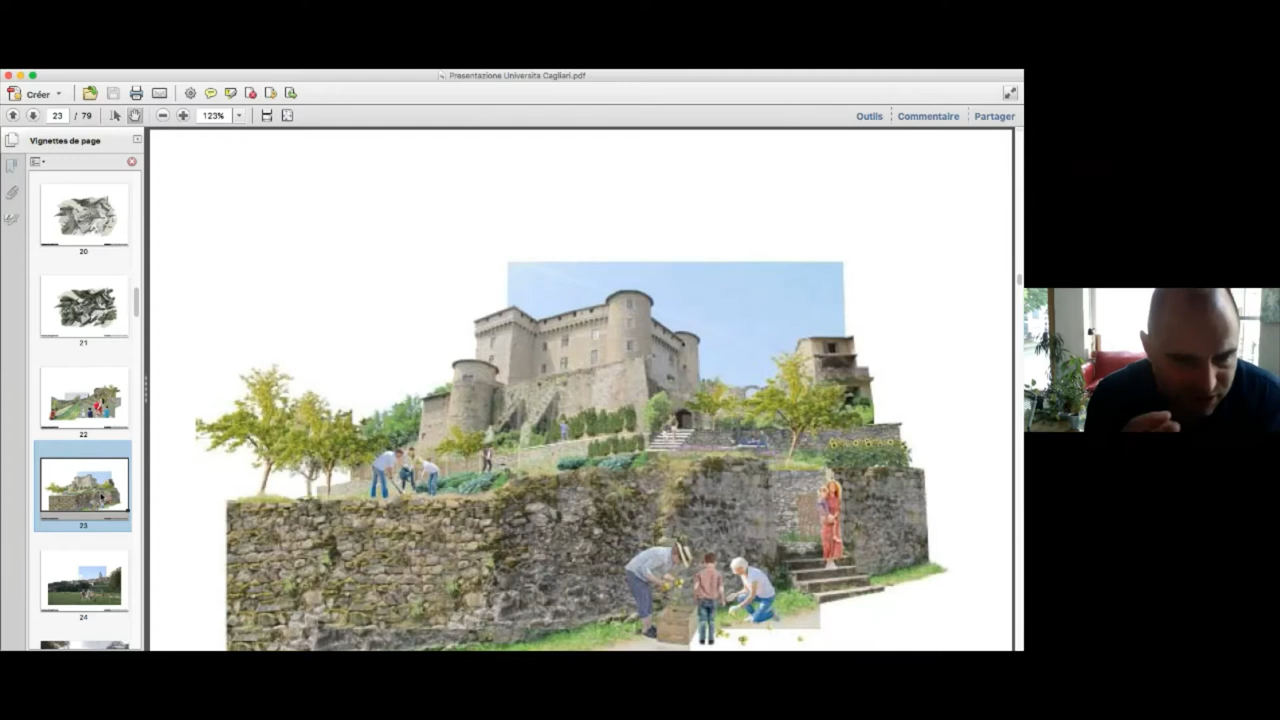 Presentazione Universita Cagliari.pdf
Créer
23 / 79
123%
Outils
Commentaire
Partager
Vignettes de page
20
21
22
23
24